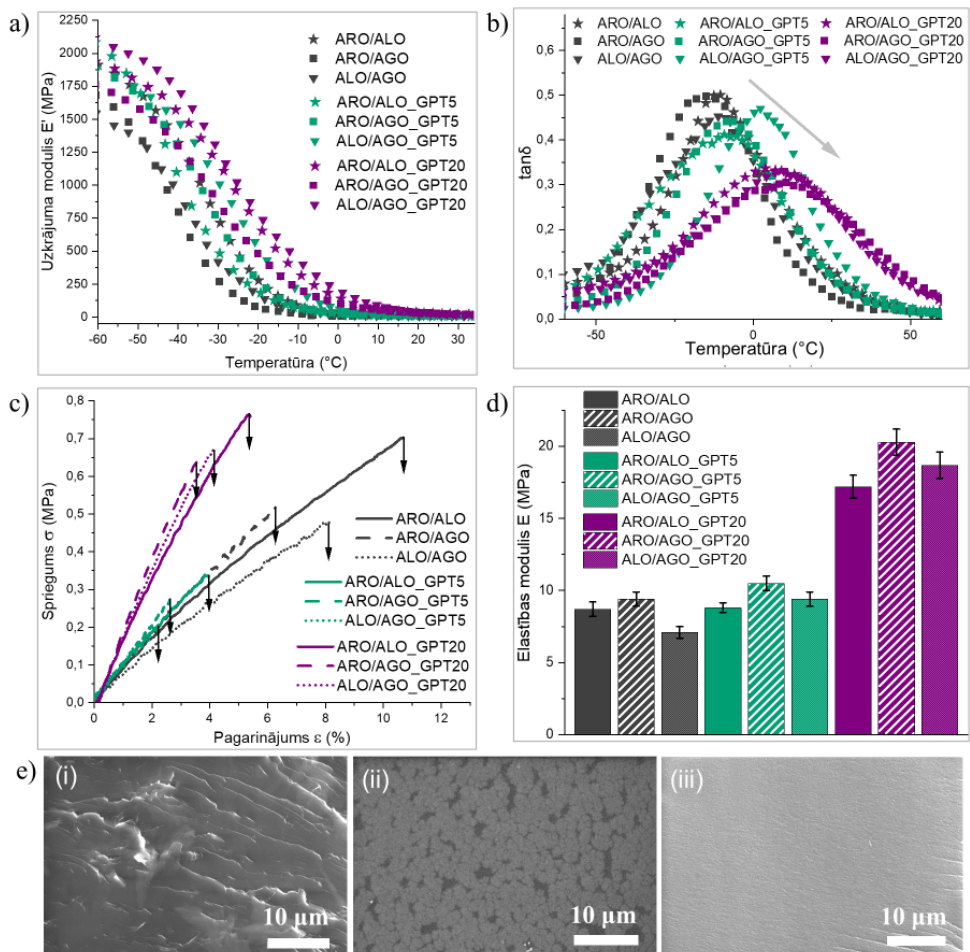 a)
Uzkrājuma modulis E' (MPa)
2250
2000
1750
1500
1250
1000
750
500
250
0
-60 -50 -40 -30 -20 -10 0 10 20 30
Temperatūra (°C)
ARO/ALO
ARO/AGO
ALO/AGO
ARO/ALO_GPT5
ARO/AGO_GPT5
ALO/AGO_GPT5
ARO/ALO_GPT20
ARO/AGO_GPT20
ALO/AGO_GPT20
b)
ARO/ALO ARO/ALO_GPT5 ARO/ALO_GPT20
ARO/AGO ARO/AGO_GPT5 ARO/AGO_GPT20
ALO/AGO ALO/AGO_GPT5 ALO/AGO_GPT20
tanδ
0,6
0,5
0,4
0,3
0,2
0,1
0,0
-50 0 50
Temperatūra (°C)
c)
Spriegums σ (MPa)
0,8
0,7
0,6
0,5
0,4
0,3
0,2
0,1
0,0
0 2 4 6 8 10 12
Pagarinājums ε (%)
ARO/ALO
ARO/AGO
ALO/AGO
ARO/ALO_GPT5
ARO/AGO_GPT5
ALO/AGO_GPT5
ARO/ALO_GPT20
ARO/AGO_GPT20
ALO/AGO_GPT20
d)
Elastības modulis E (MPa)
20
15
10
5
0
ARO/ALO
ARO/AGO
ALO/AGO
ARO/ALO_GPT5
ARO/AGO_GPT5
ALO/AGO_GPT5
ARO/ALO_GPT20
ARO/AGO_GPT20
ALO/AGO_GPT20
e)
(i)
10 µm
(ii)
10 µm
(iii)
10 µm